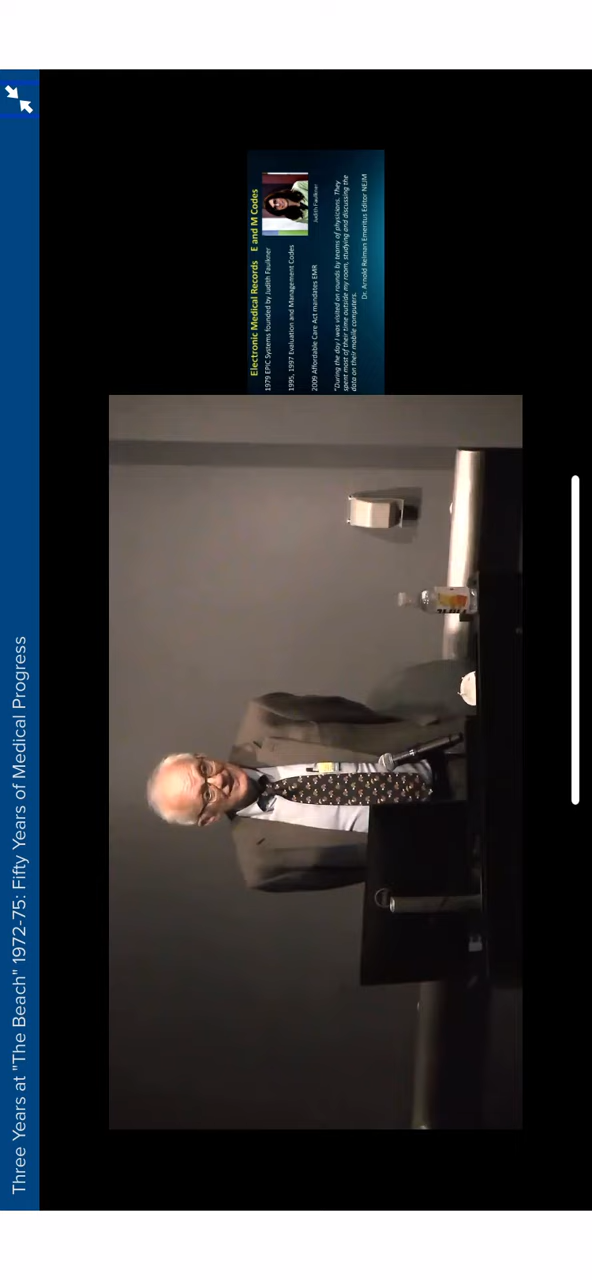 Three Years at "The Beach" 1972-75: Fifty Years of Medical Progress
Electronic Medical Records E and M Codes
1979 EPIC Systems founded by Judith Faulkner
Judith Faulkner
1995, 1997 Evaluation and Management Codes
2009 Affordable Care Act mandates EMR
"During the day I was visited on rounds by teams of physicians. They
spent most of their time outside my room, studying and discussing the
data on their mobile computers.
Dr. Arnold Relman Emeritus Editor NEJM